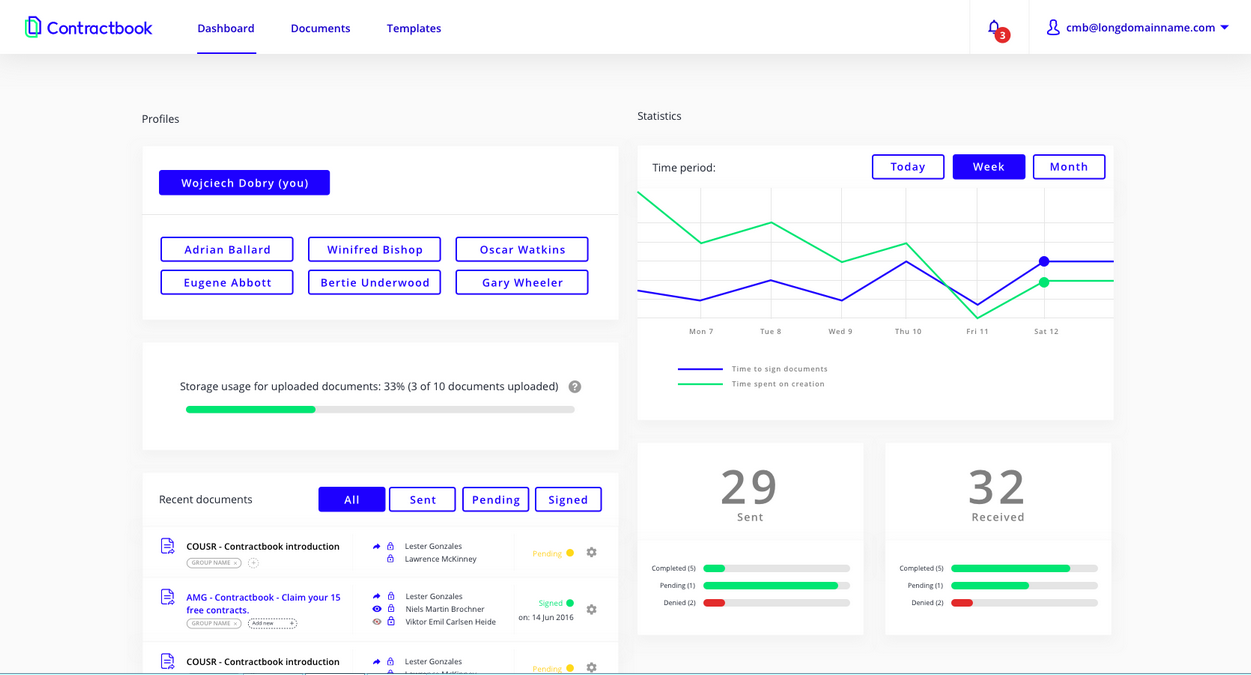 Contractbook
Dashboard
Documents
Templates
3
cmb@longdomainname.com
Profiles
Wojciech Dobry (you)
Adrian Ballard
Winifred Bishop
Oscar Watkins
Eugene Abbott
Bertie Underwood
Gary Wheeler
Storage usage for uploaded documents: 33% (3 of 10 documents uploaded)
?
Recent documents
All
Sent
Pending
Signed
COUSR - Contractbook introduction
GROUP NAME ×
+
Lester Gonzales
Lawrence McKinney
Pending
AMG - Contractbook - Claim your 15
free contracts.
GROUP NAME ×
Add new +
Lester Gonzales
Niels Martin Brochner
Viktor Emil Carlsen Heide
Signed
on: 14 Jun 2016
COUSR - Contractbook introduction
Lester Gonzales
Pending
Statistics
Time period:
Today
Week
Month
Mon 7
Tue 8
Wed 9
Thu 10
Fri 11
Sat 12
Time to sign documents
Time spent on creation
29
Sent
Completed (5)
Pending (1)
Denied (2)
32
Received
Completed (5)
Pending (1)
Denied (2)